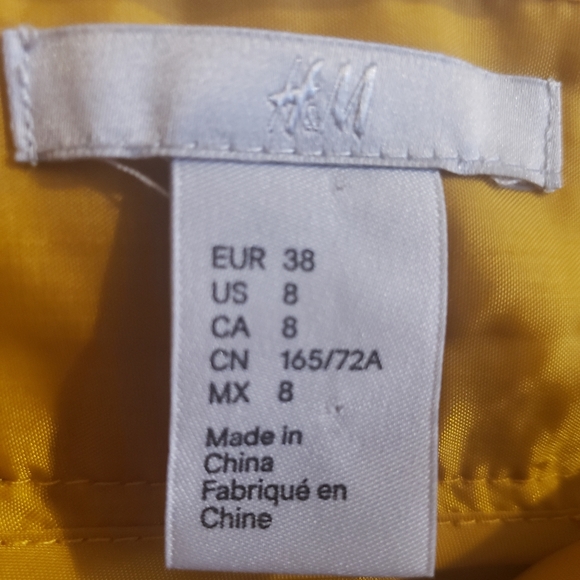 H&M
EUR 38
US 8
CA 8
CN 165/72A
MX 8
Made in
China
Fabriqué en
Chine